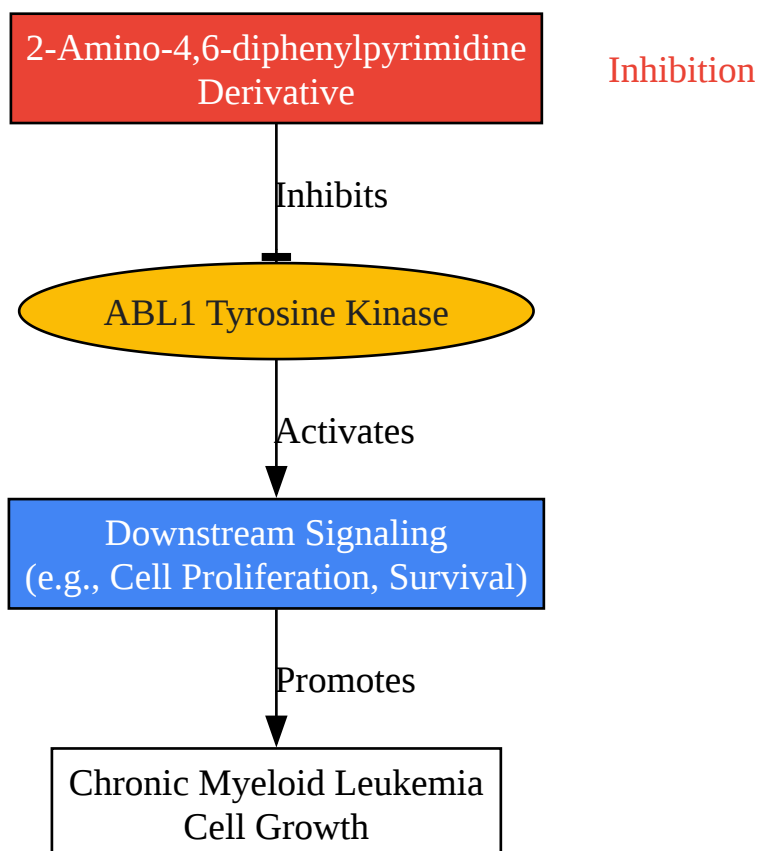 2-Amino-4,6-diphenylpyrimidine
Derivative
Inhibition
Inhibits
ABL1 Tyrosine Kinase
Activates
Downstream Signaling
(e.g., Cell Proliferation, Survival)
Promotes
Chronic Myeloid Leukemia
Cell Growth